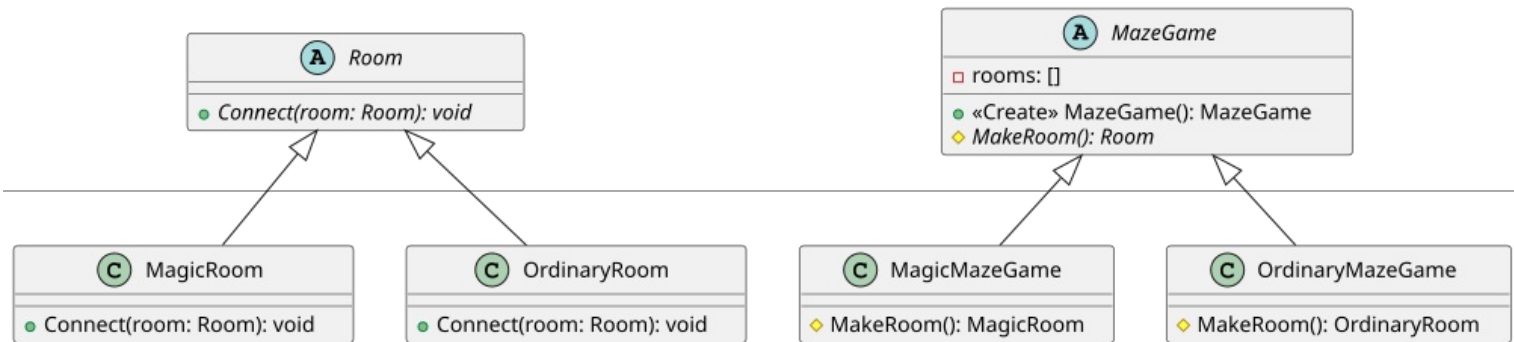 A Room
Connect(room: Room): void
A MazeGame
rooms: []
«Create» MazeGame(): MazeGame
MakeRoom(): Room
C MagicRoom
Connect(room: Room): void
C OrdinaryRoom
Connect(room: Room): void
C MagicMazeGame
MakeRoom(): MagicRoom
C OrdinaryMazeGame
MakeRoom(): OrdinaryRoom